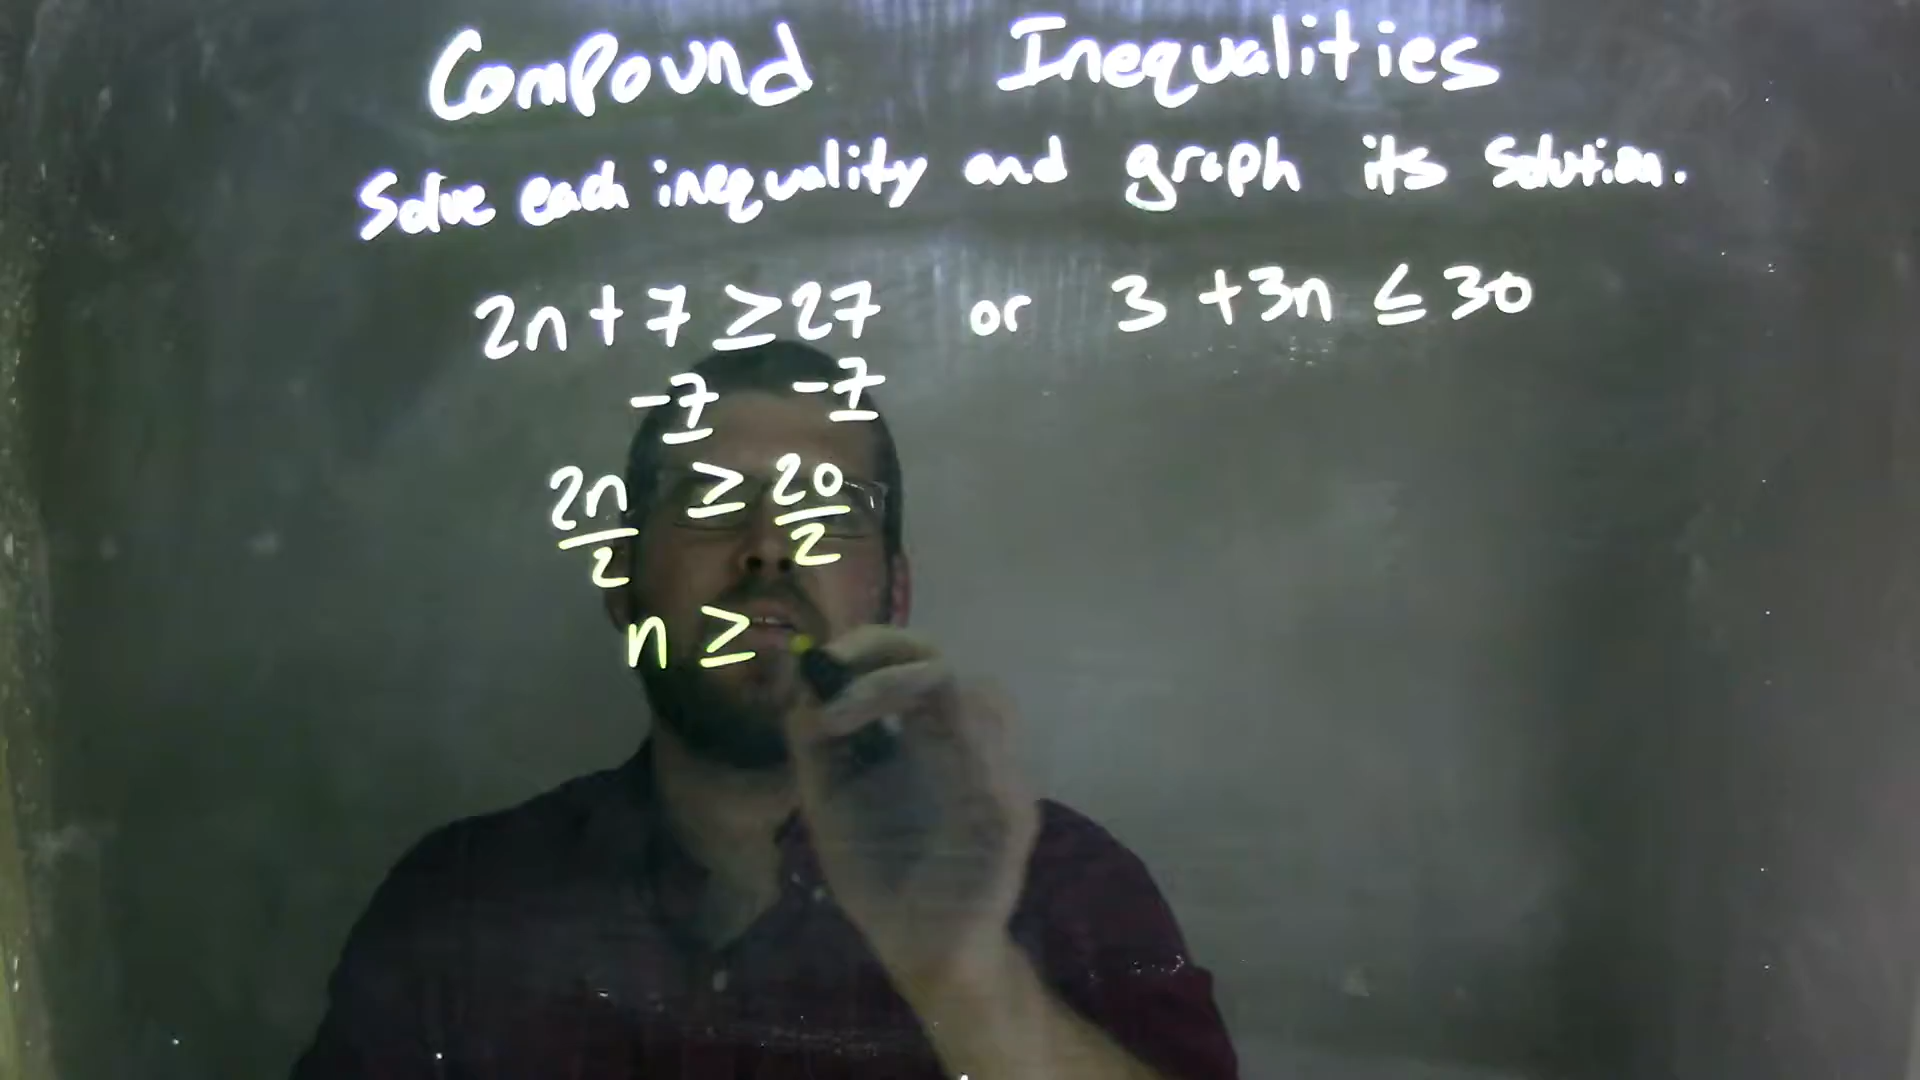 Compound Inequalities
Solve each inequality and graph its solution.
2n + 7 ≥ 27 or 3 + 3n ≤ 30
-7 -7
2n/2 ≥ 20/2
n ≥